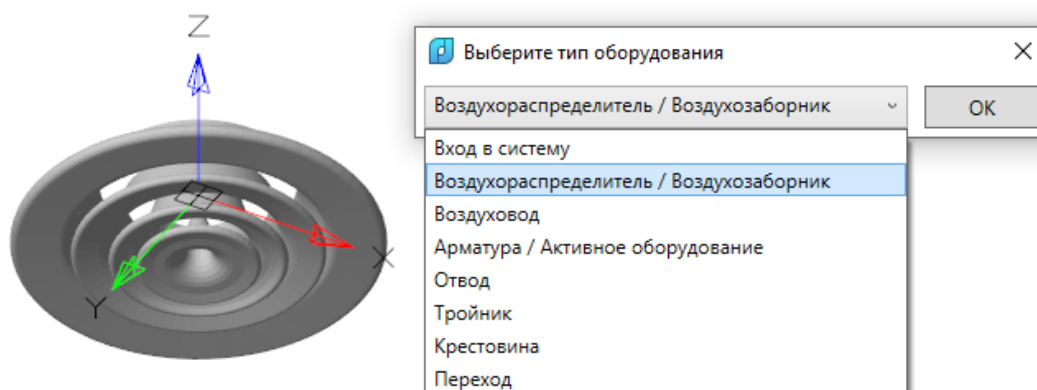 Z
X
Y
Выберите тип оборудования
Воздухораспределитель / Воздухозаборник
OK
Вход в систему
Воздухораспределитель / Воздухозаборник
Воздуховод
Арматура / Активное оборудование
Отвод
Тройник
Крестовина
Переход